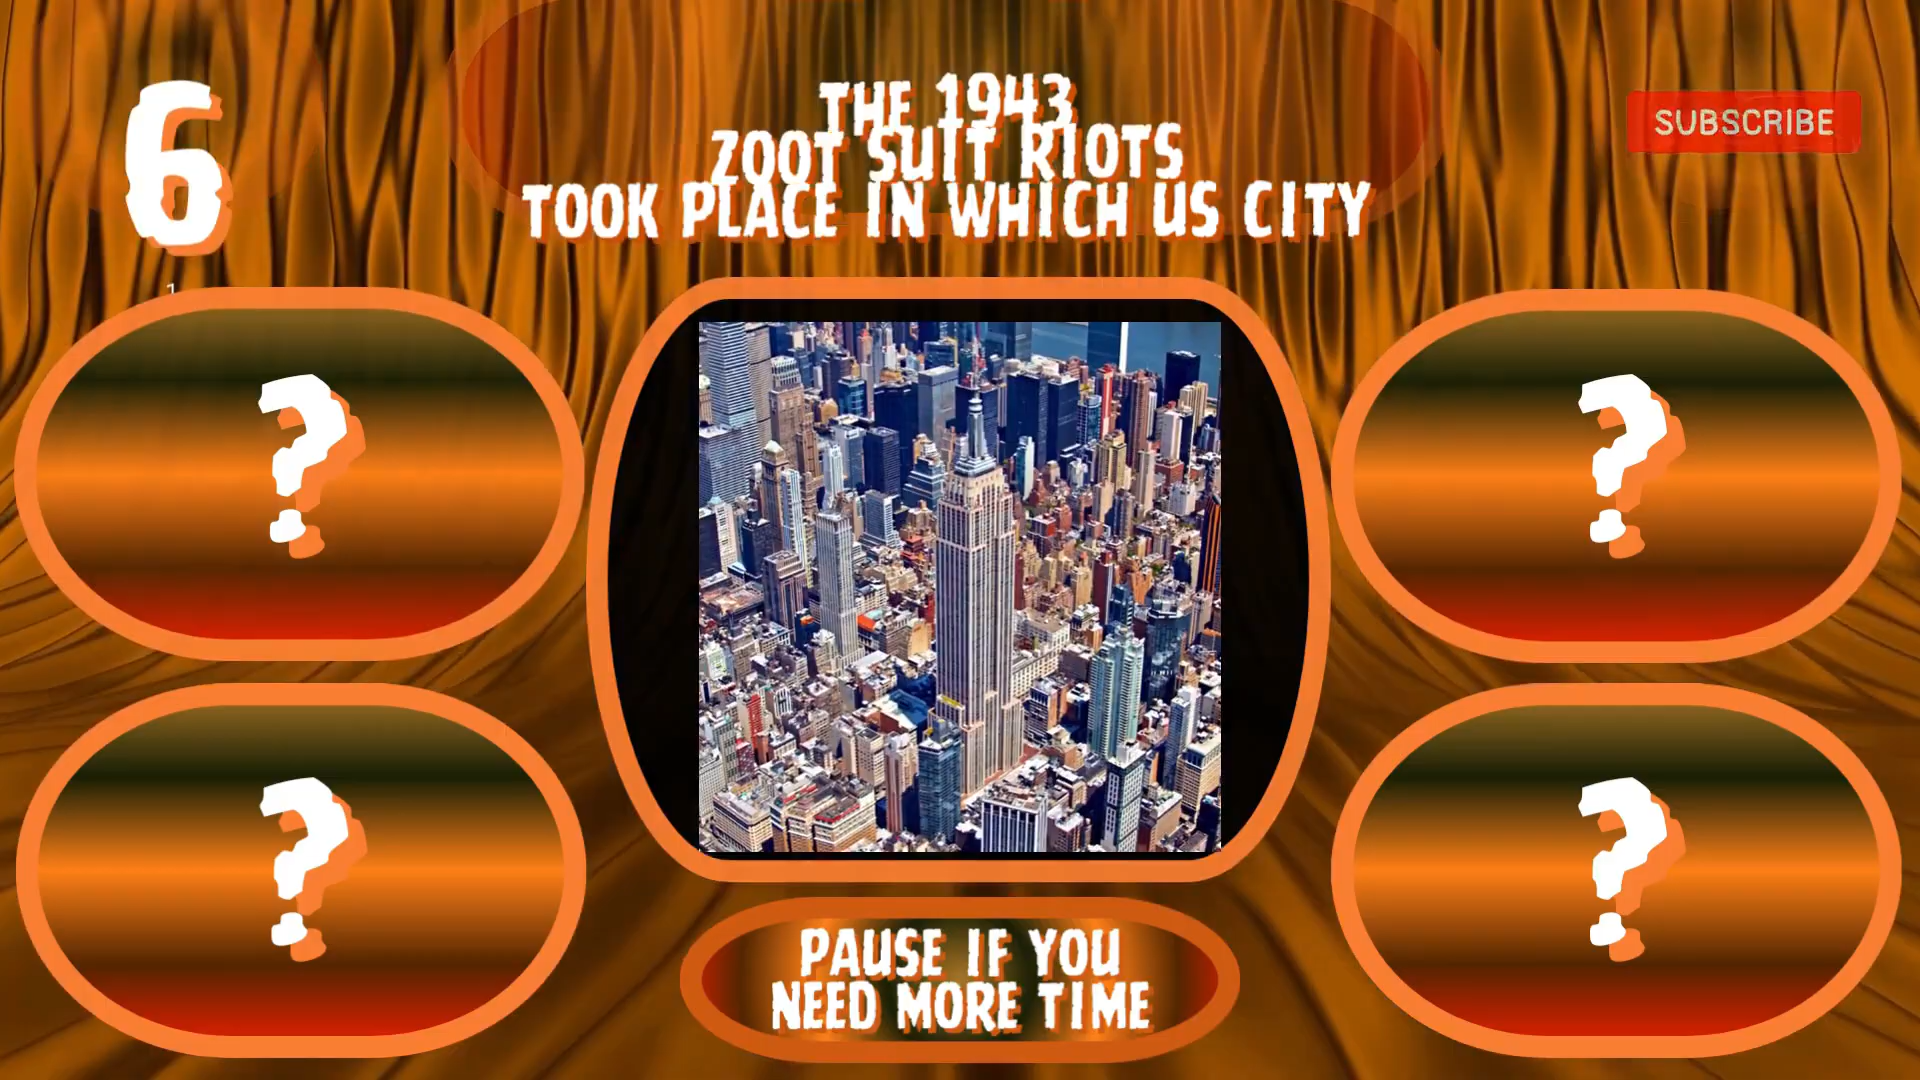 6
THE 1943
ZOOT SUIT RIOTS
TOOK PLACE IN WHICH US CITY
SUBSCRIBE
1
?
?
?
?
PAUSE IF YOU
NEED MORE TIME